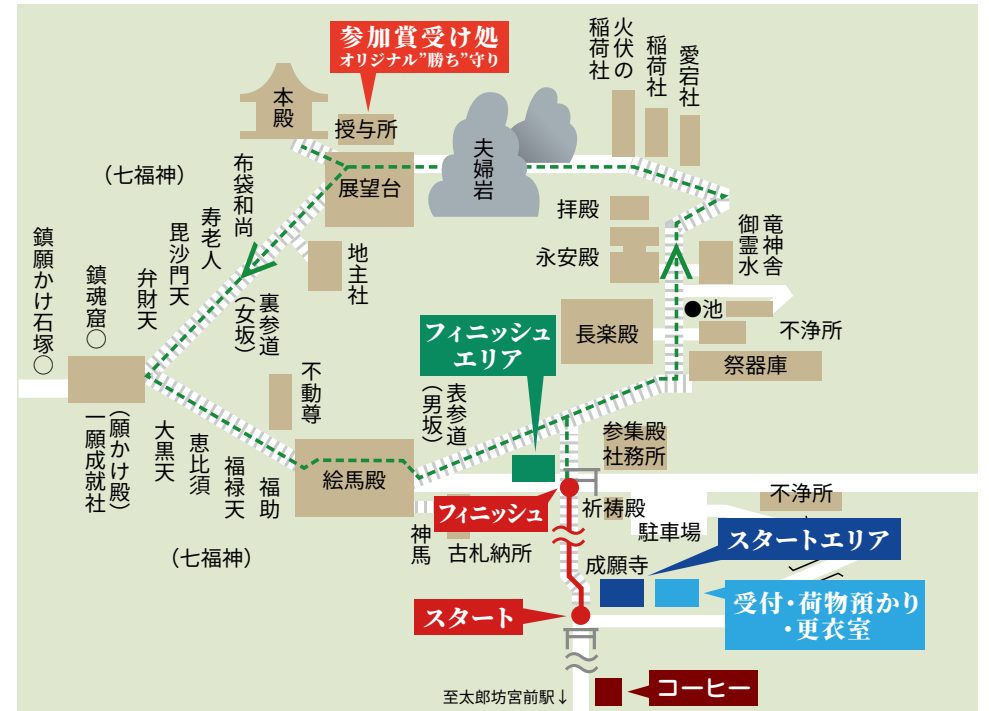 参加賞受け処
オリジナル”勝ち”守り
本殿
授与所
展望台
夫婦岩
火伏の
稲荷社
稲荷社
愛宕社
拝殿
永安殿
竜神舎
御霊水
●池
不浄所
長楽殿
祭器庫
（七福神）
布袋和尚
寿老人
毘沙門天
弁財天
鎮魂窟○
鎮願かけ石塚○
地主社
裏参道
（女坂）
不動尊
フィニッシュ
エリア
表参道
（男坂）
参集殿
社務所
（願かけ殿）
一願成就社
大黒天
恵比須
福禄天
福助
（七福神）
絵馬殿
神馬
古札納所
フィニッシュ
祈祷殿
駐車場
不浄所
スタートエリア
成願寺
受付・荷物預かり
・更衣室
スタート
コーヒー
至太郎坊宮前駅↓